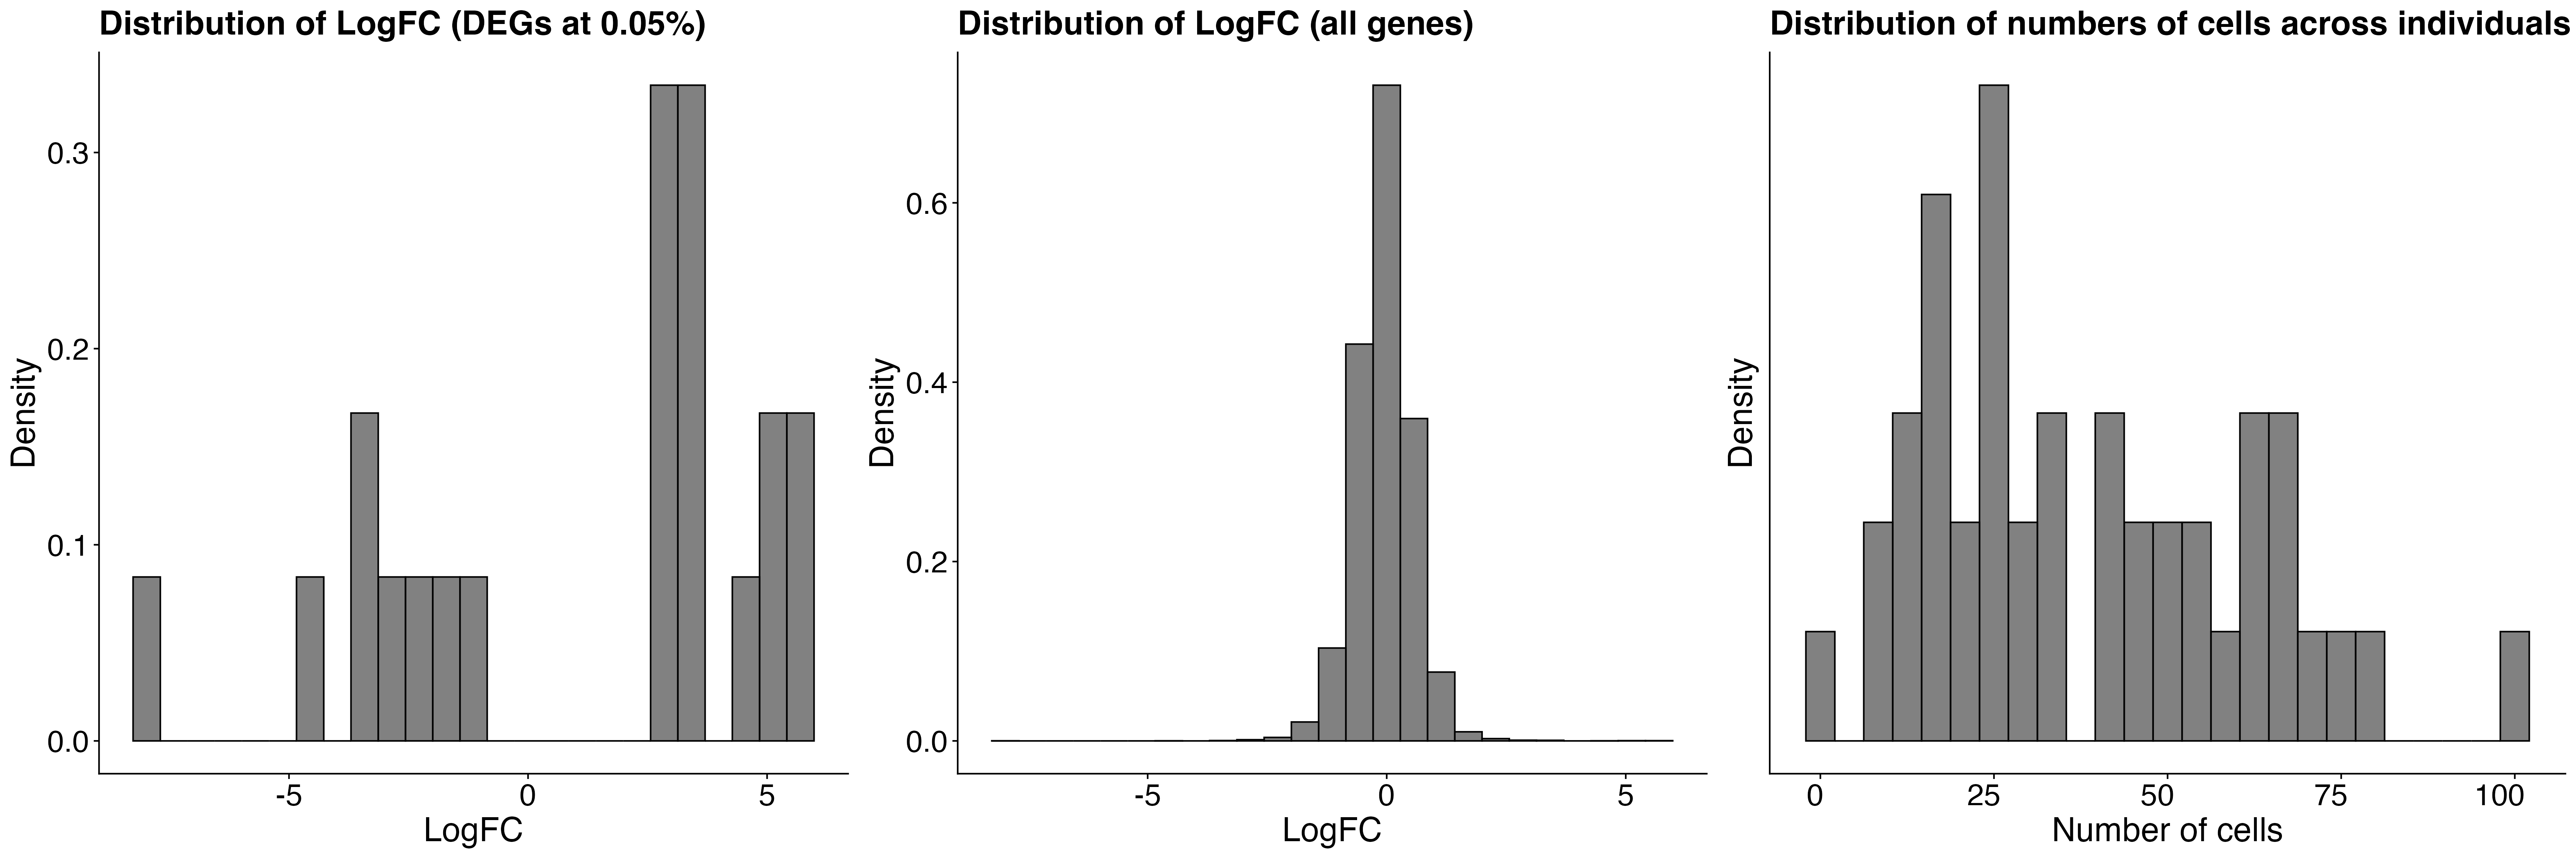 Distribution of LogFC (DEGs at 0.05%)
Density
0.3
0.2
0.1
0.0
-5 0 5
LogFC
Distribution of LogFC (all genes)
Density
0.6
0.4
0.2
0.0
-5 0 5
LogFC
Distribution of numbers of cells across individuals
Density
0 25 50 75 100
Number of cells